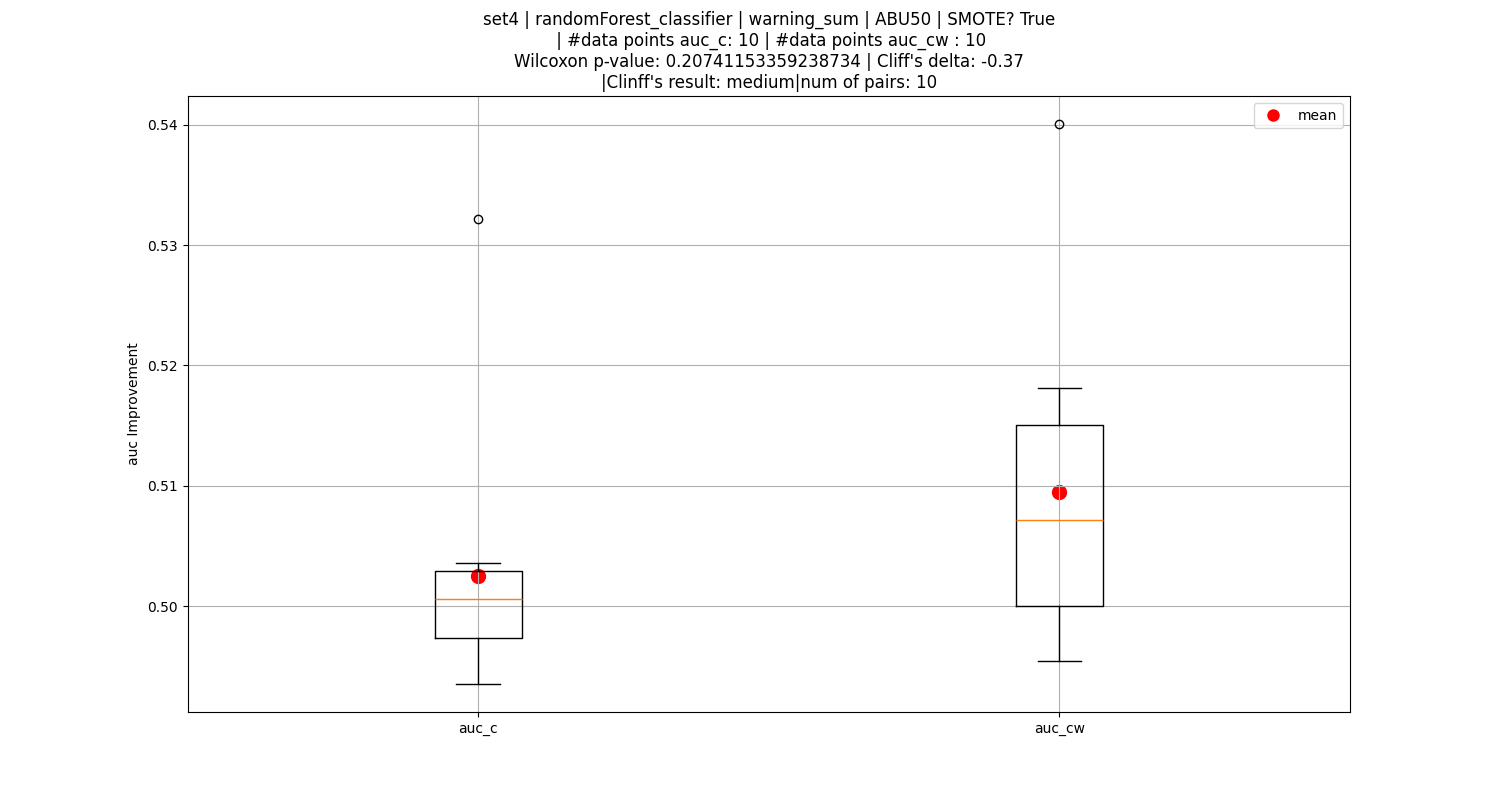 set4 | randomForest_classifier | warning_sum | ABU50 | SMOTE? True
| #data points auc_c: 10 | #data points auc_cw : 10
Wilcoxon p-value: 0.20741153359238734 | Cliff's delta: -0.37
|Clinff's result: medium|num of pairs: 10
mean
auc Improvement
0.54
0.53
0.52
0.51
0.50
auc_c
auc_cw